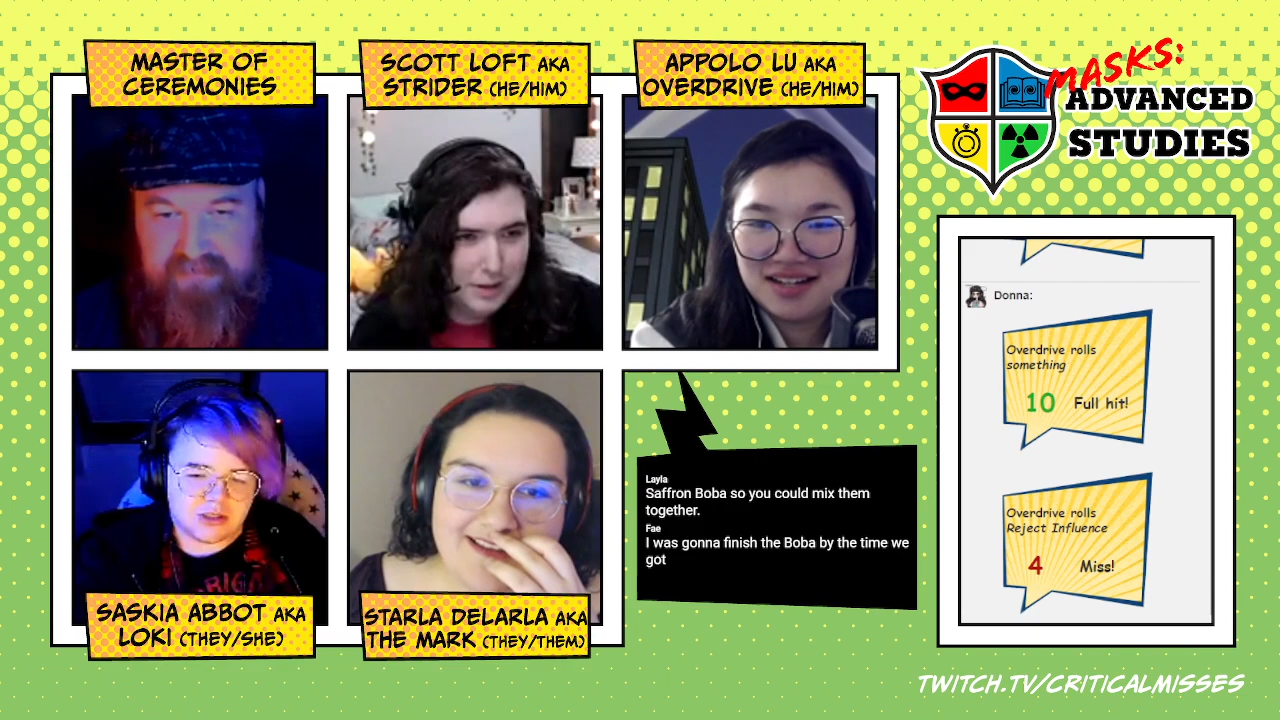 MASTER OF
CEREMONIES
SCOTT LOFT AKA
STRIDER (HE/HIM)
APPOLO LU AKA
OVERDRIVE (HE/HIM)
MASKS:
ADVANCED
STUDIES
Donna:
Overdrive rolls
something
10 Full hit!
Overdrive rolls
Reject Influence
4 Miss!
Layla
Saffron Boba so you could mix them
together.
Fae
I was gonna finish the Boba by the time we
got
SASKIA ABBOT AKA
LOKI (THEY/SHE)
STARLA DELARLA AKA
THE MARK (THEY/THEM)
TWITCH.TV/CRITICALMISSES